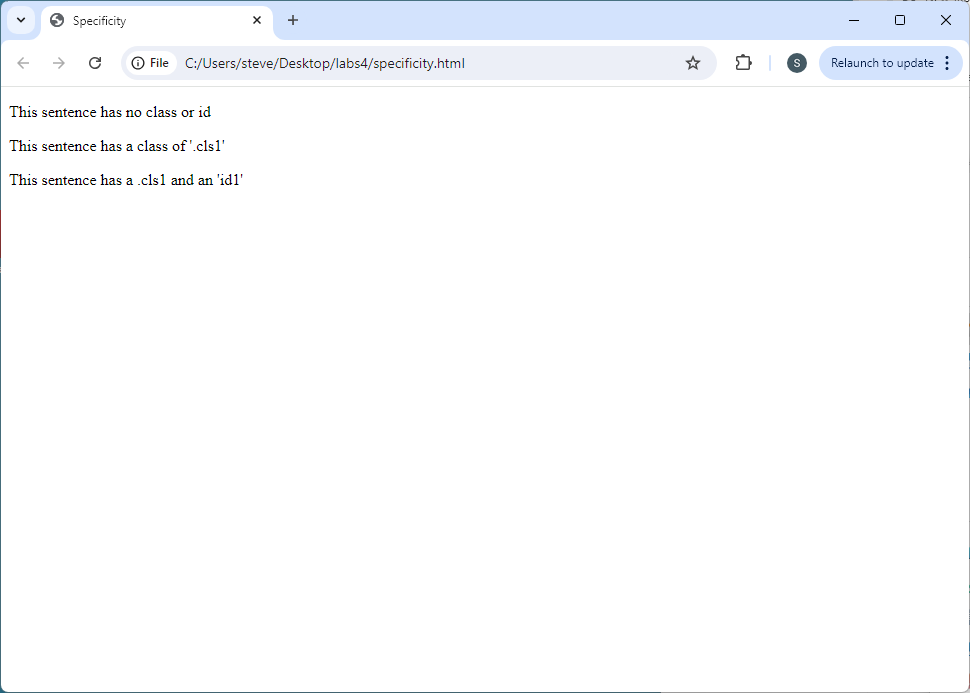 Specificity
File C:/Users/steve/Desktop/labs4/specificity.html S Relaunch to update
This sentence has no class or id
This sentence has a class of '.cls1'
This sentence has a .cls1 and an 'id1'